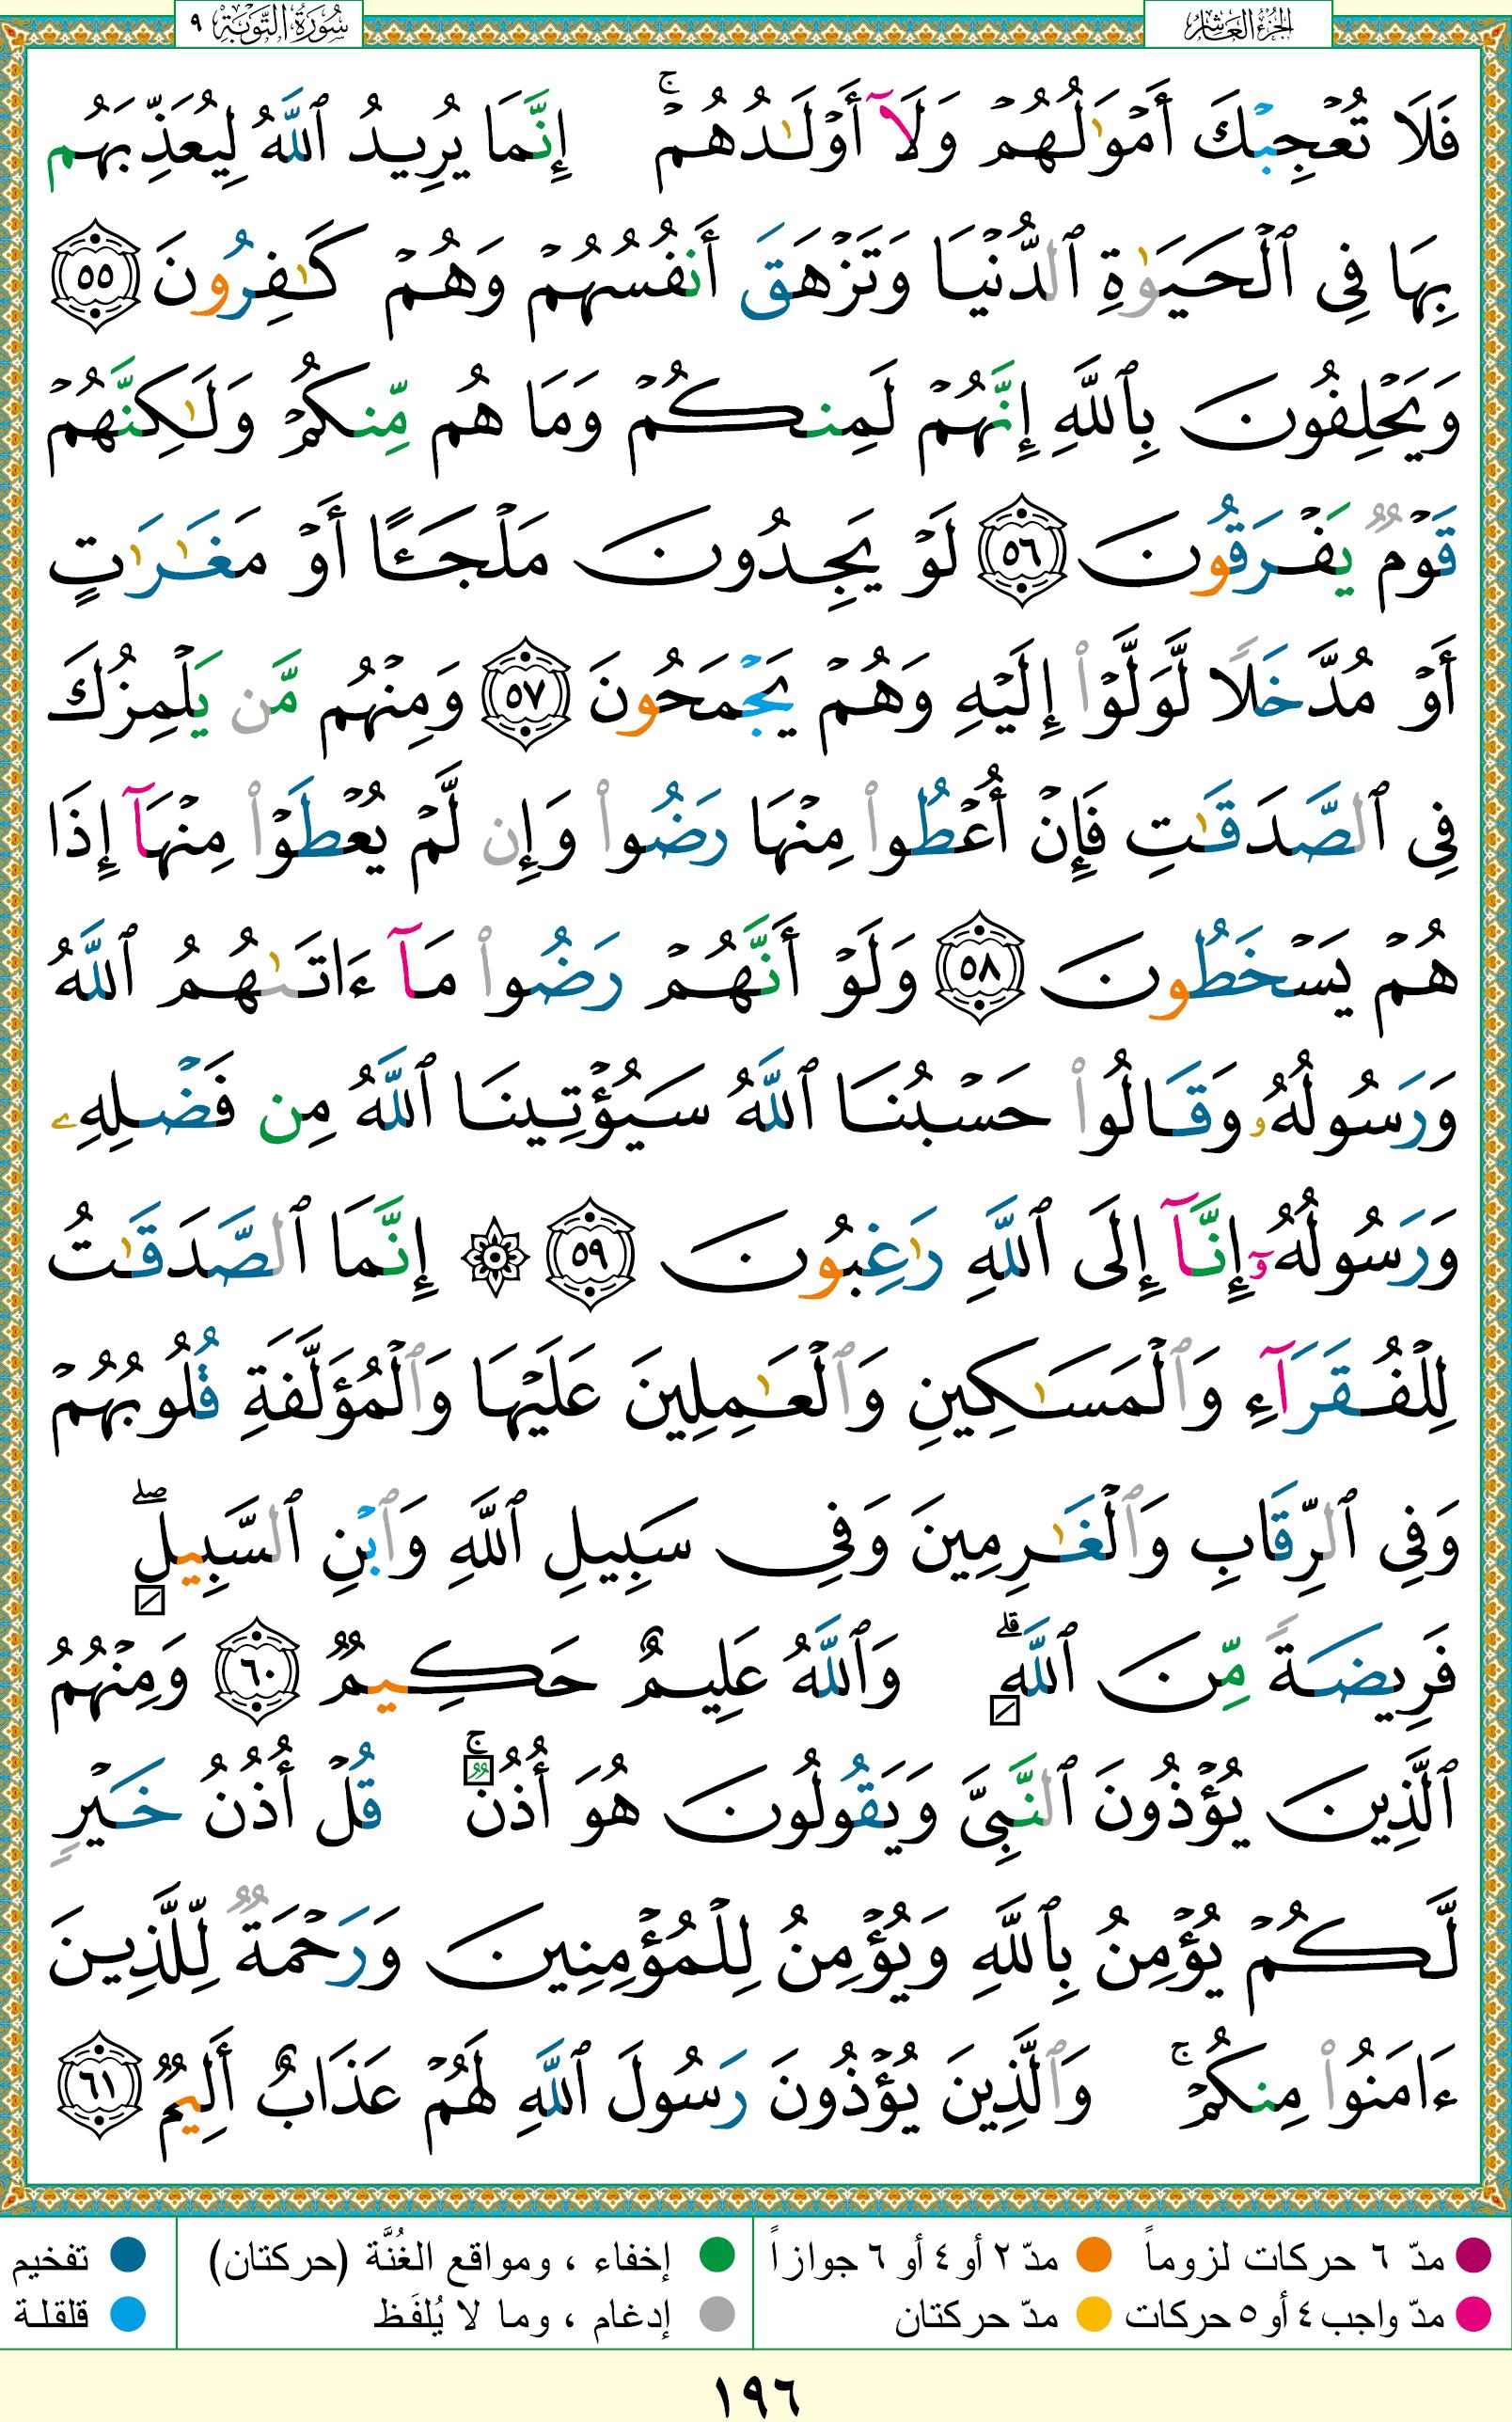 الجزء العاشر
سورة التوبة ٩
فَلَا تُعْجِبْكَ أَمْوَٰلُهُمْ وَلَآ أَوْلَـٰدُهُمْ ۚ إِنَّمَا يُرِيدُ ٱللَّهُ لِيُعَذِّبَهُم
بِهَا فِى ٱلْحَيَوٰةِ ٱلدُّنْيَا وَتَزْهَقَ أَنفُسُهُمْ وَهُمْ كَـٰفِرُونَ ٥٥
وَيَحْلِفُونَ بِٱللَّهِ إِنَّهُمْ لَمِنكُمْ وَمَا هُم مِّنكُمْ وَلَـٰكِنَّهُمْ
قَوْمٌ يَفْرَقُونَ ٥٦ لَوْ يَجِدُونَ مَلْجَـًٔا أَوْ مَغَـٰرَٰتٍ
أَوْ مُدَّخَلًا لَّوَلَّوْا۟ إِلَيْهِ وَهُمْ يَجْمَحُونَ ٥٧ وَمِنْهُم مَّن يَلْمِزُكَ
فِى ٱلصَّدَقَـٰتِ فَإِنْ أُعْطُوا۟ مِنْهَا رَضُوا۟ وَإِن لَّمْ يُعْطَوْا۟ مِنْهَآ إِذَا
هُمْ يَسْخَطُونَ ٥٨ وَلَوْ أَنَّهُمْ رَضُوا۟ مَآ ءَاتَىٰهُمُ ٱللَّهُ
وَرَسُولُهُۥ وَقَالُوا۟ حَسْبُنَا ٱللَّهُ سَيُؤْتِينَا ٱللَّهُ مِن فَضْلِهِۦ
وَرَسُولُهُۥٓ إِنَّآ إِلَى ٱللَّهِ رَٰغِبُونَ ٥٩ ۞ إِنَّمَا ٱلصَّدَقَـٰتُ
لِلْفُقَرَآءِ وَٱلْمَسَـٰكِينِ وَٱلْعَـٰمِلِينَ عَلَيْهَا وَٱلْمُؤَلَّفَةِ قُلُوبُهُمْ
وَفِى ٱلرِّقَابِ وَٱلْغَـٰرِمِينَ وَفِى سَبِيلِ ٱللَّهِ وَٱبْنِ ٱلسَّبِيلِ ۖ
فَرِيضَةً مِّنَ ٱللَّهِ ۗ وَٱللَّهُ عَلِيمٌ حَكِيمٌ ٦٠ وَمِنْهُمُ
ٱلَّذِينَ يُؤْذُونَ ٱلنَّبِىَّ وَيَقُولُونَ هُوَ أُذُنٌ ۚ قُلْ أُذُنُ خَيْرٍ
لَّكُمْ يُؤْمِنُ بِٱللَّهِ وَيُؤْمِنُ لِلْمُؤْمِنِينَ وَرَحْمَةٌ لِّلَّذِينَ
ءَامَنُوا۟ مِنكُمْ ۚ وَٱلَّذِينَ يُؤْذُونَ رَسُولَ ٱللَّهِ لَهُمْ عَذَابٌ أَلِيمٌ ٦١
مدّ ٦ حركات لزوماً مدّ ٢ أو ٤ أو ٦ جوازاً إخفاء ، ومواقع الغُنَّة (حركتان) تفخيم
مدّ واجب ٤ أو ٥ حركات مدّ حركتان إدغام ، وما لا يُلفَظ قلقلة
١٩٦